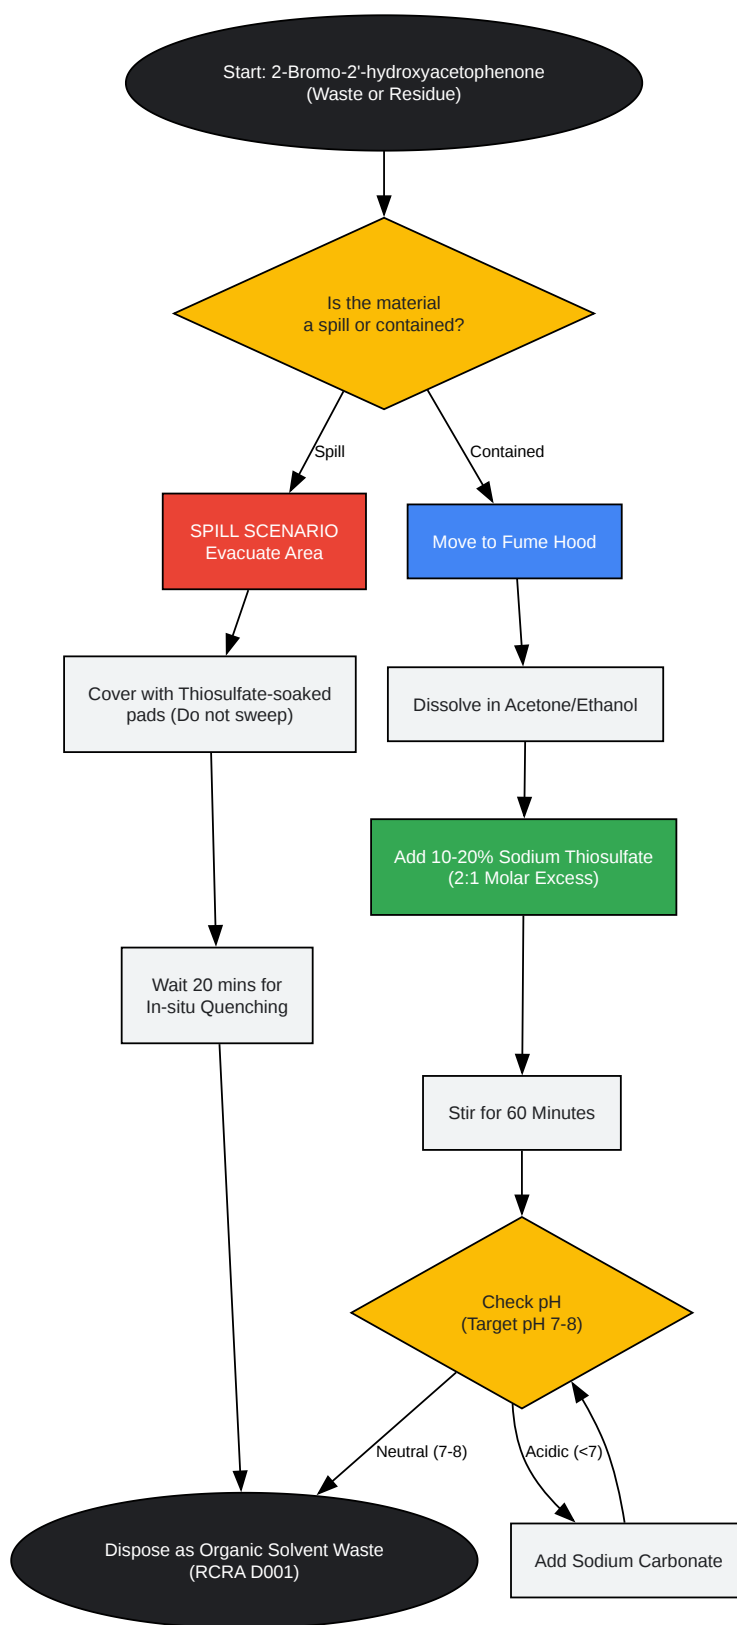 Start: 2-Bromo-2'-hydroxyacetophenone
(Waste or Residue)
Is the material
a spill or contained?
Spill
Contained
SPILL SCENARIO
Evacuate Area
Move to Fume Hood
Cover with Thiosulfate-soaked
pads (Do not sweep)
Dissolve in Acetone/Ethanol
Add 10-20% Sodium Thiosulfate
(2:1 Molar Excess)
Wait 20 mins for
In-situ Quenching
Stir for 60 Minutes
Check pH
(Target pH 7-8)
Neutral (7-8)
Acidic (<7)
Dispose as Organic Solvent Waste
(RCRA D001)
Add Sodium Carbonate